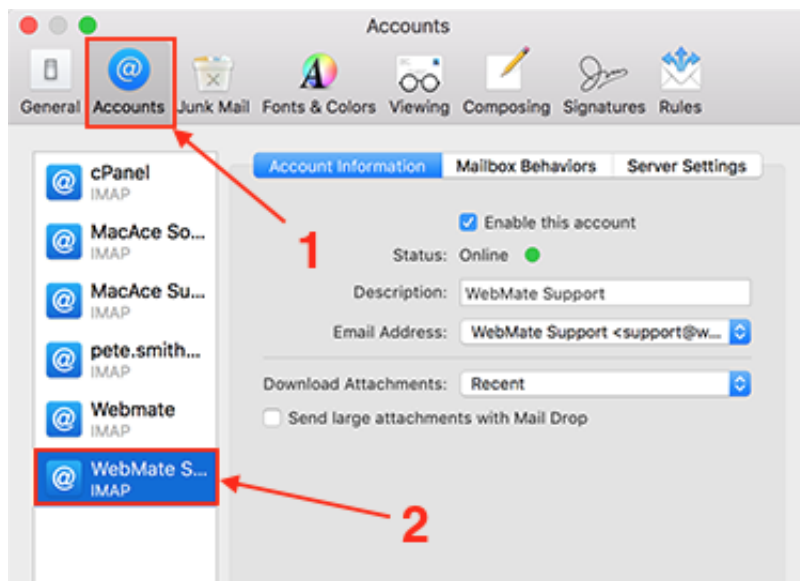 Accounts
General Accounts Junk Mail Fonts & Colors Viewing Composing Signatures Rules
Account Information Mailbox Behaviors Server Settings
cPanel
IMAP
MacAce So...
IMAP
MacAce Su...
IMAP
pete.smith...
IMAP
Webmate
IMAP
WebMate S...
IMAP
Enable this account
Status: Online
Description: WebMate Support
Email Address: WebMate Support <support@w...
Download Attachments: Recent
Send large attachments with Mail Drop
1
2